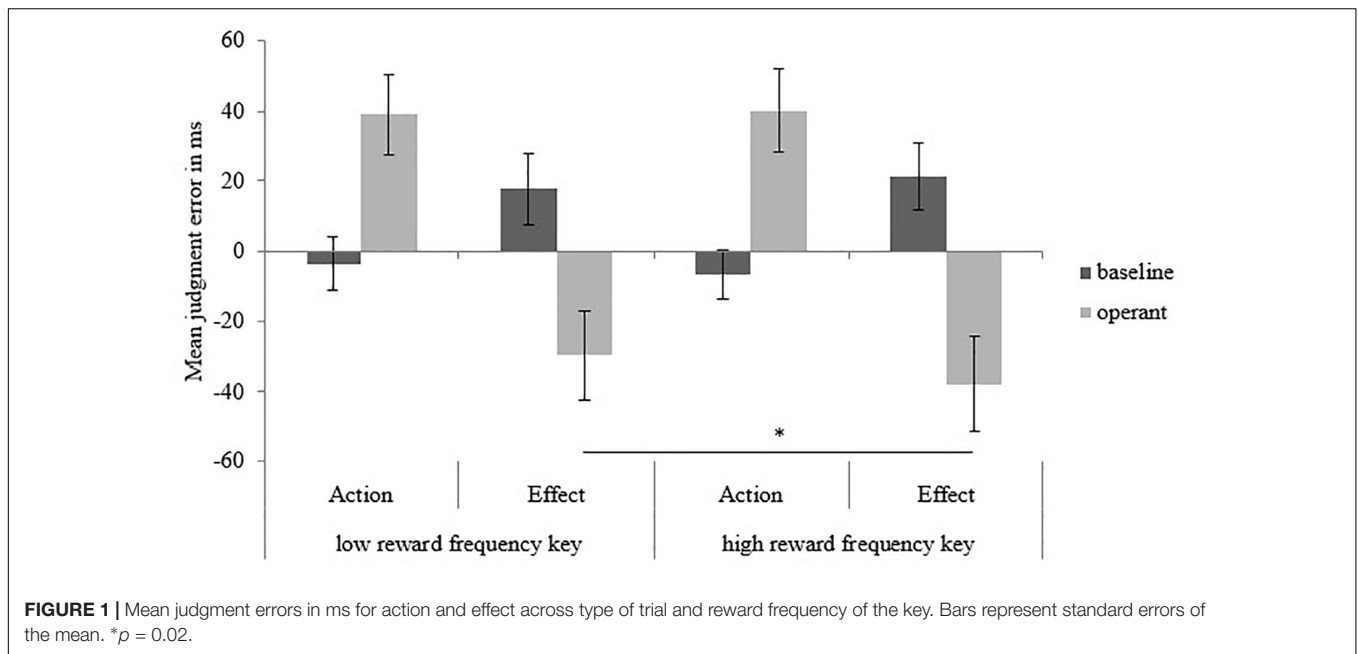 60
40
20
0
-20
-40
-60
Mean judgment error in ms
*
baseline
operant
Action Effect Action Effect
low reward frequency key high reward frequency key
FIGURE 1 | Mean judgment errors in ms for action and effect across type of trial and reward frequency of the key. Bars represent standard errors of
the mean. *p = 0.02.